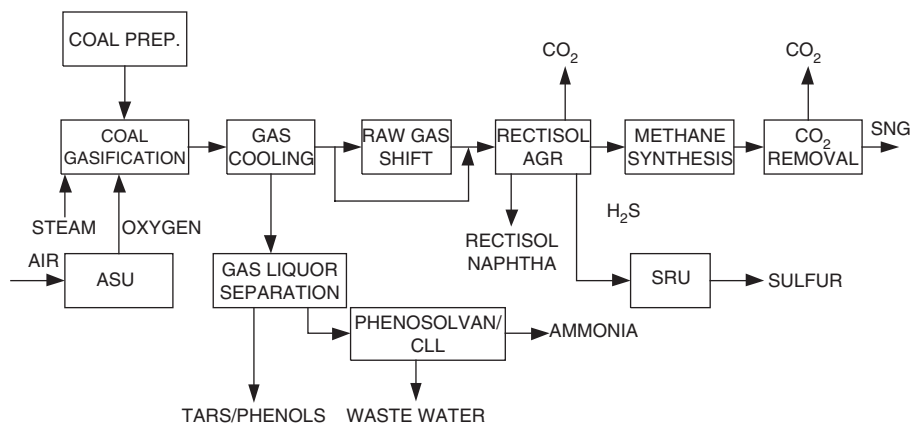 COAL PREP.
CO2
CO2
COAL
GASIFICATION
GAS
COOLING
RAW GAS
SHIFT
RECTISOL
AGR
METHANE
SYNTHESIS
CO2
REMOVAL
SNG
STEAM
OXYGEN
H2S
RECTISOL
NAPHTHA
AIR
ASU
GAS LIQUOR
SEPARATION
SRU
SULFUR
PHENOSOLVAN/
CLL
AMMONIA
TARS/PHENOLS
WASTE WATER